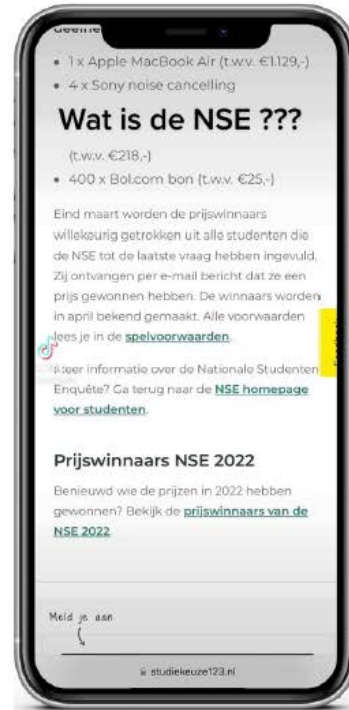 • 1 x Apple MacBook Air (t.w.v. €1.129,-)
• 4 x Sony noise cancelling
Wat is de NSE ???
(t.w.v. €218,-)
• 400 x Bol.com bon (t.w.v. €25,-)
Eind maart worden de prijswinnaars
willekeurig getrokken uit alle studenten die
de NSE tot de laatste vraag hebben ingevuld.
Zij ontvangen per e-mail bericht dat ze een
prijs gewonnen hebben. De winnaars worden
in april bekend gemaakt. Alle voorwaarden
lees je in de spelvoorwaarden.
Meer informatie over de Nationale Studenten
Enquête? Ga terug naar de NSE homepage
voor studenten.
Prijswinnaars NSE 2022
Benieuwd wie de prijzen in 2022 hebben
gewonnen? Bekijk de prijswinnaars van de
NSE 2022.
Meld je aan
studiekeuze123.nl